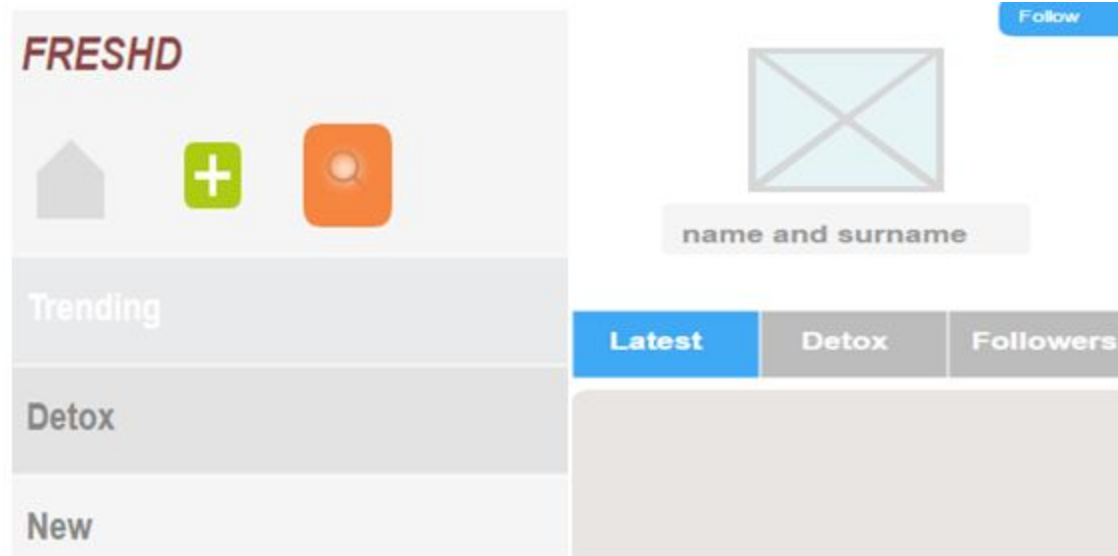 FRESHD
Trending
Detox
New
Follow
name and surname
Latest
Detox
Followers